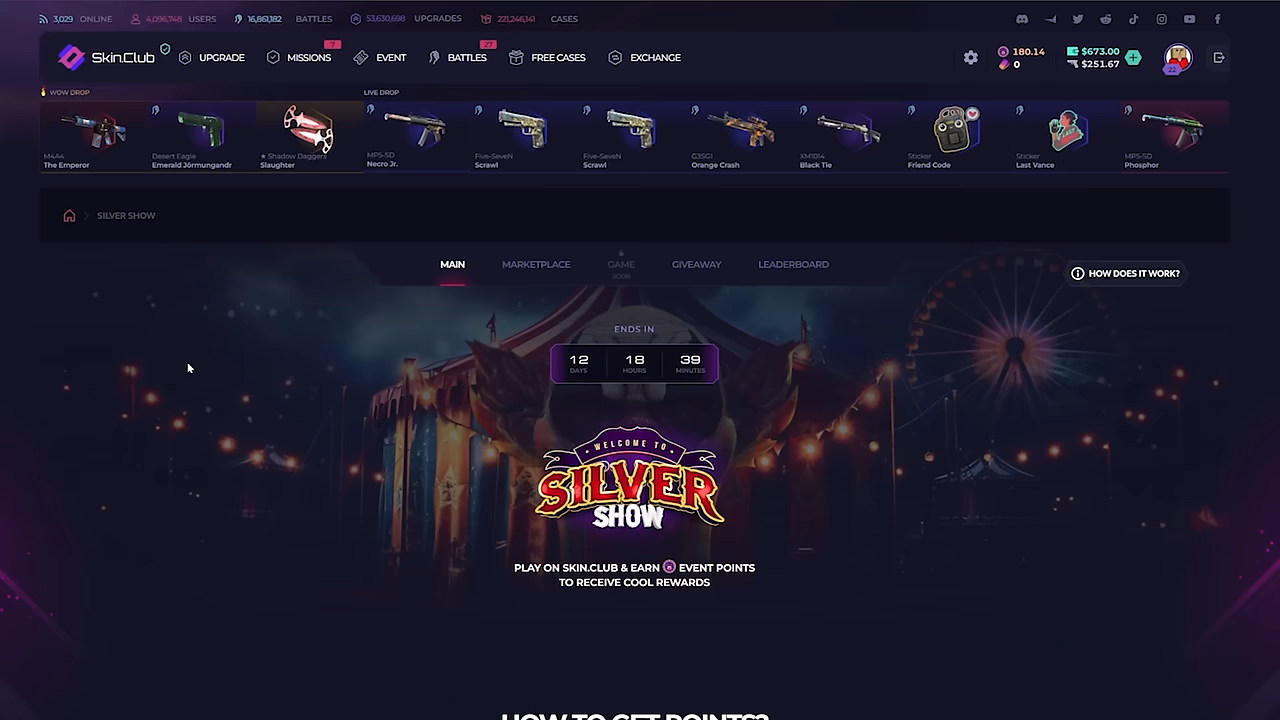 3,029 ONLINE 4,096,748 USERS 16,861,182 BATTLES 53,630,698 UPGRADES 221,246,141 CASES
Skin.Club UPGRADE MISSIONS 7 EVENT BATTLES 27 FREE CASES EXCHANGE
180.14 $673.00
0 $251.67
22
WOW DROP LIVE DROP
M4A4 Desert Eagle ★ Shadow Daggers MP5-SD Five-SeveN Five-SeveN G3SG1 XM1014 Sticker Sticker MP5-SD
The Emperor Emerald Jörmungandr Slaughter Necro Jr. Scrawl Scrawl Orange Crash Black Tie Friend Code Last Vance Phosphor
SILVER SHOW
MAIN MARKETPLACE GAME GIVEAWAY LEADERBOARD
SOON
HOW DOES IT WORK?
ENDS IN
12 18 39
DAYS HOURS MINUTES
WELCOME TO
SILVER
SHOW
PLAY ON SKIN.CLUB & EARN EVENT POINTS
TO RECEIVE COOL REWARDS
HOW TO GET POINTS?